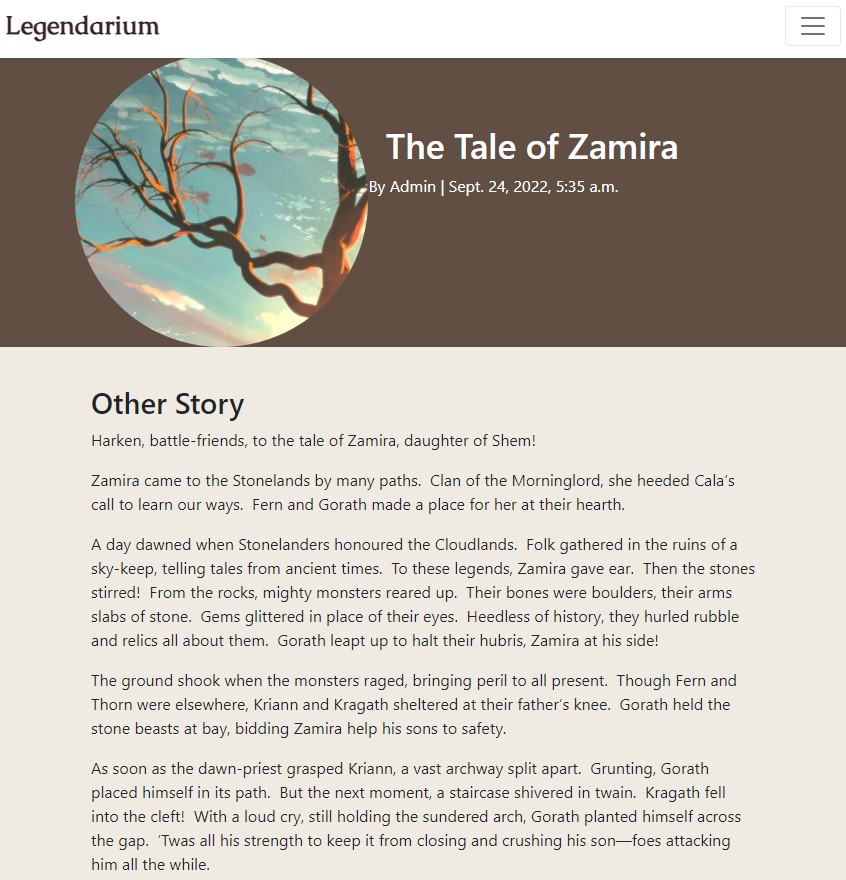 Legendarium
The Tale of Zamira
By Admin | Sept. 24, 2022, 5:35 a.m.
Other Story
Harken, battle-friends, to the tale of Zamira, daughter of Shem!
Zamira came to the Stonelands by many paths.  Clan of the Morninglord, she heeded Cala’s
call to learn our ways.  Fern and Gorath made a place for her at their hearth.
A day dawned when Stonelanders honoured the Cloudlands.  Folk gathered in the ruins of a
sky-keep, telling tales from ancient times.  To these legends, Zamira gave ear.  Then the stones
stirred!  From the rocks, mighty monsters reared up.  Their bones were boulders, their arms
slabs of stone.  Gems glittered in place of their eyes.  Heedless of history, they hurled rubble
and relics all about them.  Gorath leapt up to halt their hubris, Zamira at his side!
The ground shook when the monsters raged, bringing peril to all present.  Though Fern and
Thorn were elsewhere, Kriann and Kragath sheltered at their father’s knee.  Gorath held the
stone beasts at bay, bidding Zamira help his sons to safety.
As soon as the dawn-priest grasped Kriann, a vast archway split apart.  Grunting, Gorath
placed himself in its path.  But the next moment, a staircase shivered in twain.  Kragath fell
into the cleft!  With a loud cry, still holding the sundered arch, Gorath planted himself across
the gap.  ’Twas all his strength to keep it from closing and crushing his son—foes attacking
him all the while.